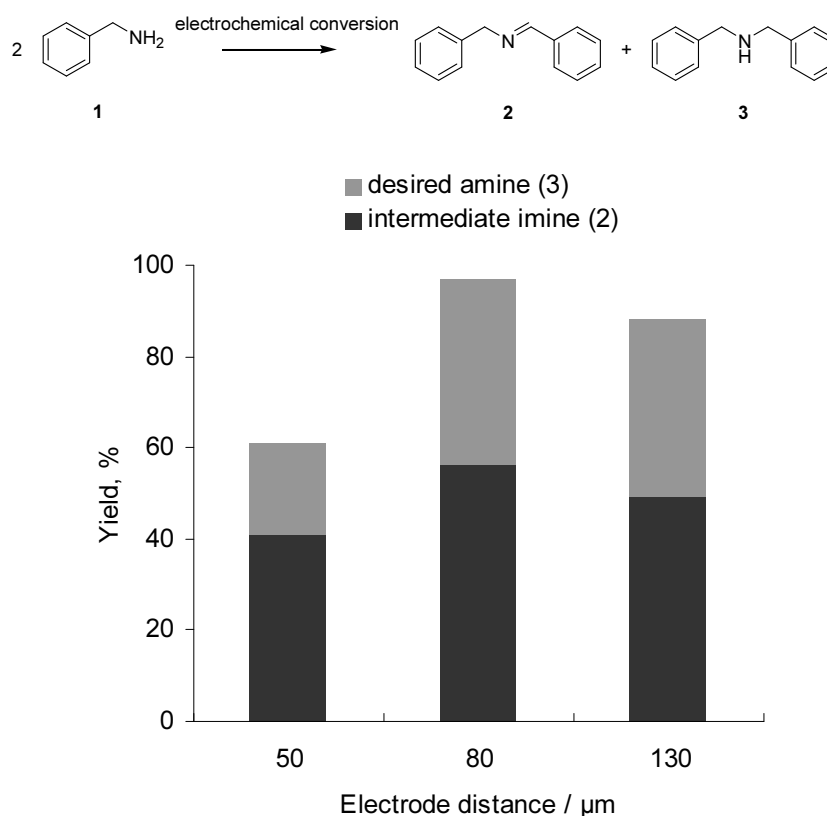 2
NH2
electrochemical conversion
N
+
N
H
1
2
3
desired amine (3)
intermediate imine (2)
100
80
60
40
20
0
Yield, %
50
80
130
Electrode distance / µm